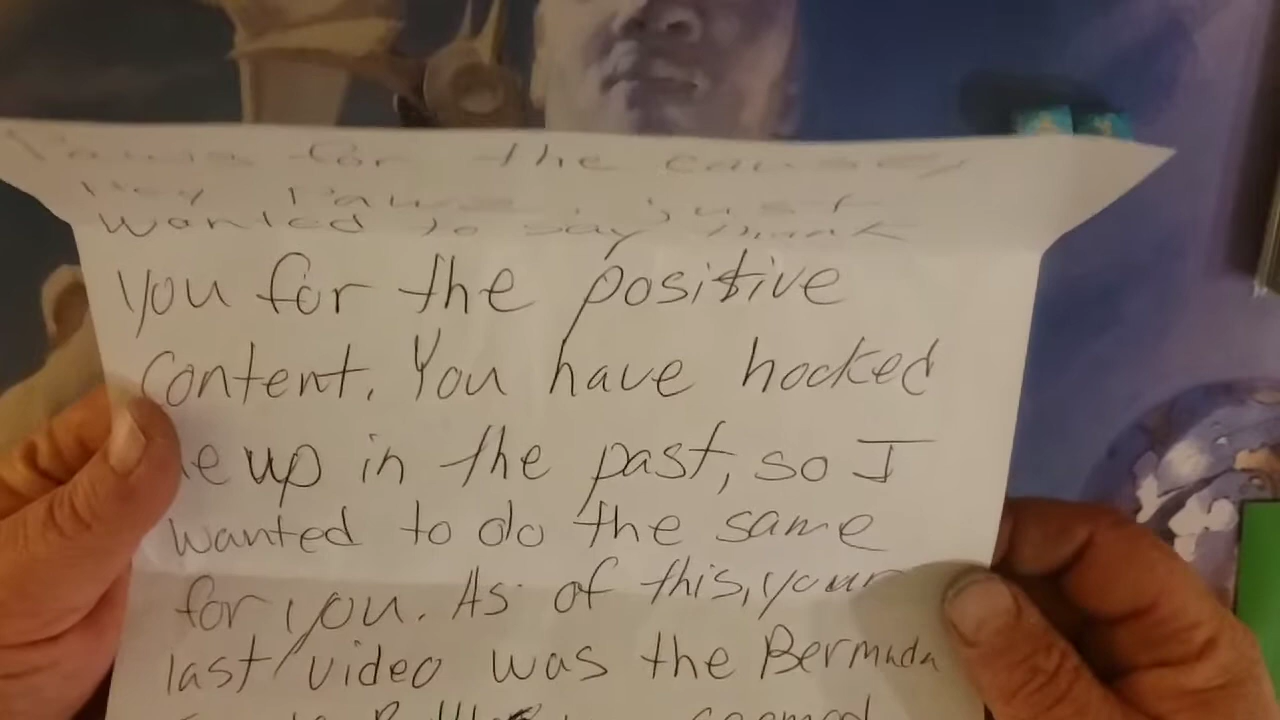 Paws for the cause,
Hey Paws, just
wanted to say thank
you for the positive
content. You have hooked
e up in the past, so I
wanted to do the same
for you. As of this, your
last video was the Bermuda
seemed